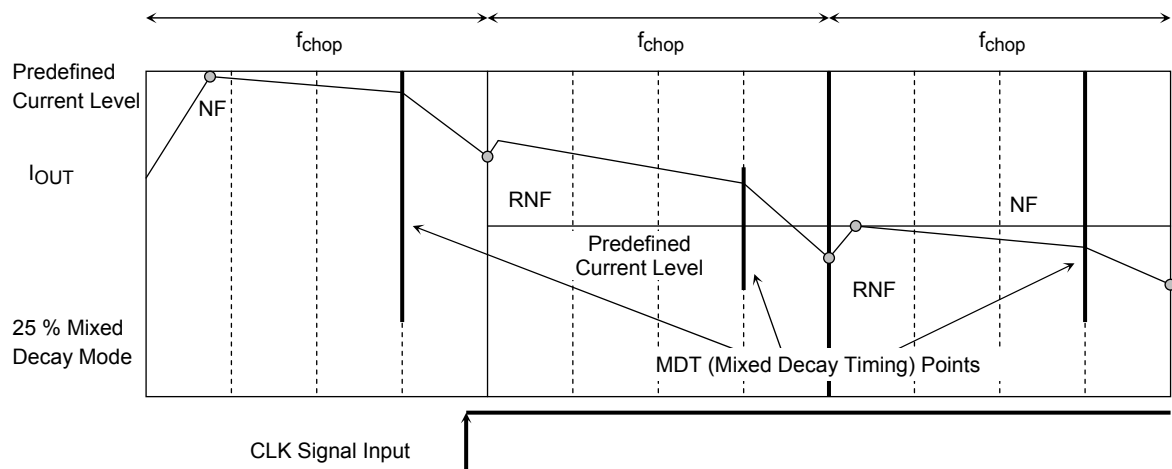 fchop
fchop
fchop
Predefined
Current Level
NF
IOUT
RNF
NF
Predefined
Current Level
RNF
25 % Mixed
Decay Mode
MDT (Mixed Decay Timing) Points
CLK Signal Input